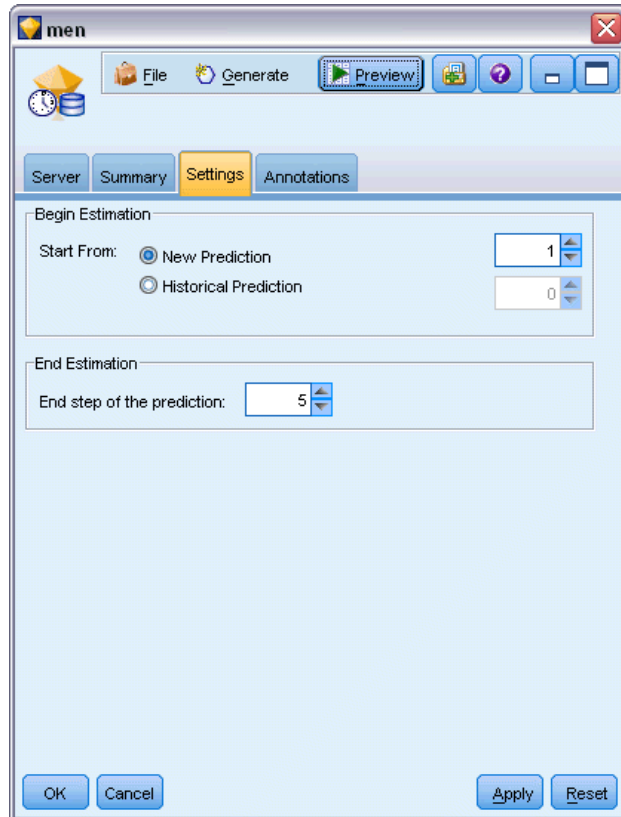 men
File Generate Preview
Server Summary Settings Annotations
Begin Estimation
Start From: New Prediction 1
Historical Prediction 0
End Estimation
End step of the prediction: 5
OK Cancel Apply Reset